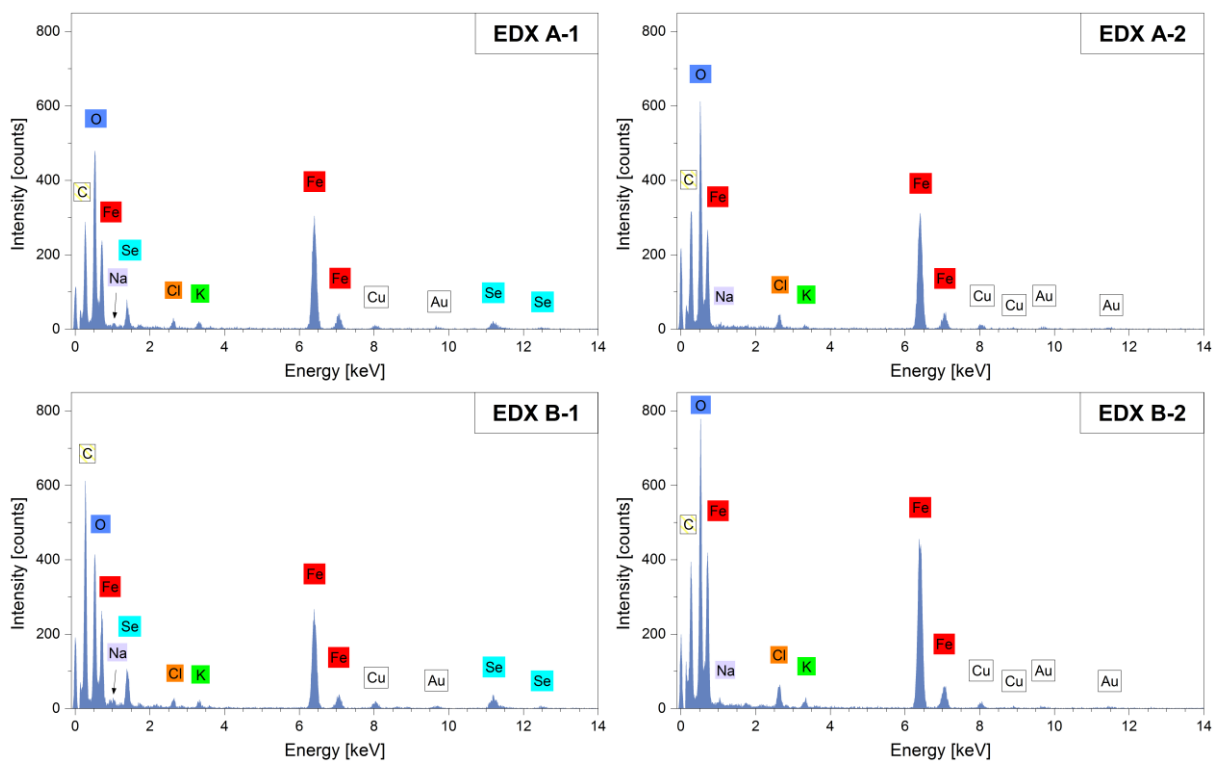 EDX A-1
Intensity [counts]
800
600
400
200
0
C
O
Fe
Na
Se
Cl
K
Fe
Fe
Cu
Au
Se
Se
0 2 4 6 8 10 12 14
Energy [keV]
EDX A-2
Intensity [counts]
800
600
400
200
0
C
O
Fe
Na
Cl
K
Fe
Fe
Cu
Cu
Au
Au
0 2 4 6 8 10 12 14
Energy [keV]
EDX B-1
Intensity [counts]
800
600
400
200
0
C
O
Fe
Na
Se
Cl
K
Fe
Fe
Cu
Au
Se
Se
0 2 4 6 8 10 12 14
Energy [keV]
EDX B-2
Intensity [counts]
800
600
400
200
0
C
O
Fe
Na
Cl
K
Fe
Fe
Cu
Cu
Au
Au
0 2 4 6 8 10 12 14
Energy [keV]